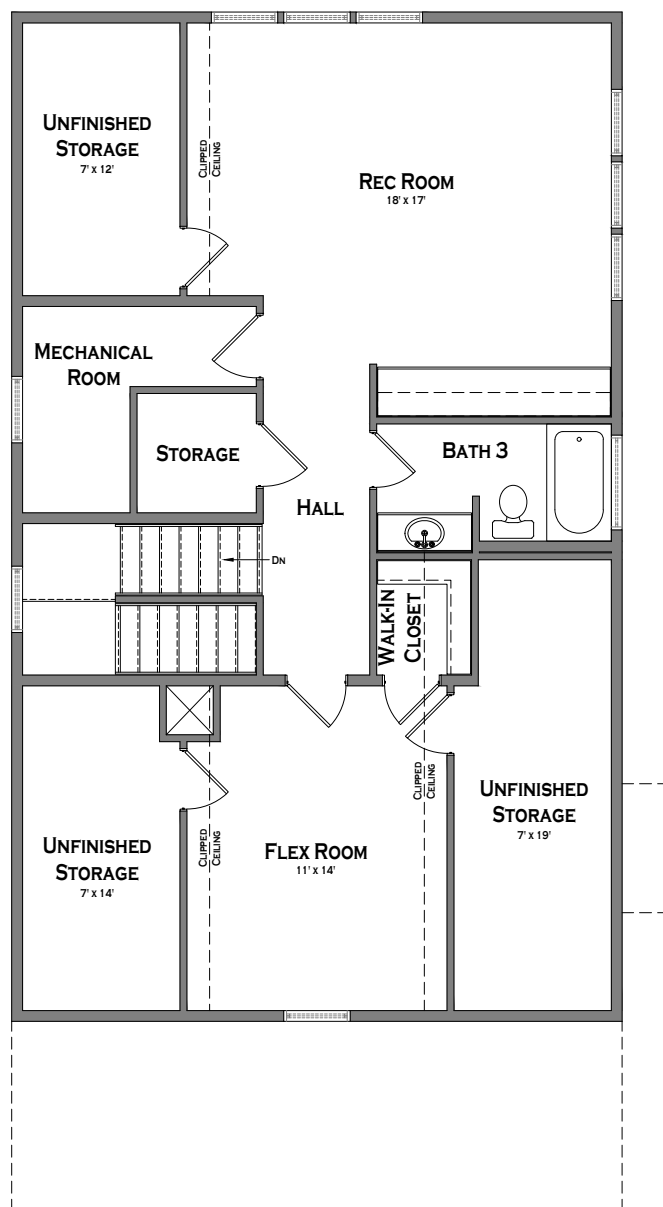 UNFINISHED
STORAGE
7' X 12'
CLIPPED
CEILING
REC ROOM
18' X 17'
MECHANICAL
ROOM
STORAGE
BATH 3
HALL
DN
WALK-IN
CLOSET
CLIPPED
CEILING
UNFINISHED
STORAGE
7' X 19'
UNFINISHED
STORAGE
7' X 14'
CLIPPED
CEILING
FLEX ROOM
11' X 14'